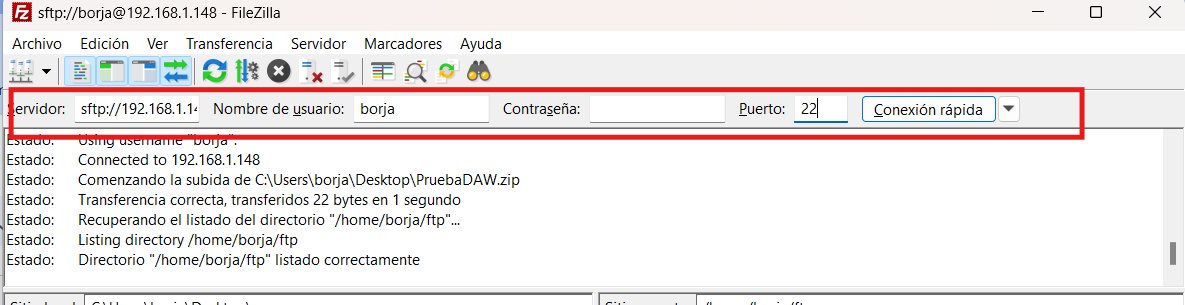 sftp://borja@192.168.1.148 - FileZilla
Archivo Edición Ver Transferencia Servidor Marcadores Ayuda
Servidor: sftp://192.168.1.14 Nombre de usuario: borja Contraseña: Puerto: 22 Conexión rápida
Estado: Using username "borja".
Estado: Connected to 192.168.1.148
Estado: Comenzando la subida de C:\Users\borja\Desktop\PruebaDAW.zip
Estado: Transferencia correcta, transferidos 22 bytes en 1 segundo
Estado: Recuperando el listado del directorio "/home/borja/ftp"...
Estado: Listing directory /home/borja/ftp
Estado: Directorio "/home/borja/ftp" listado correctamente